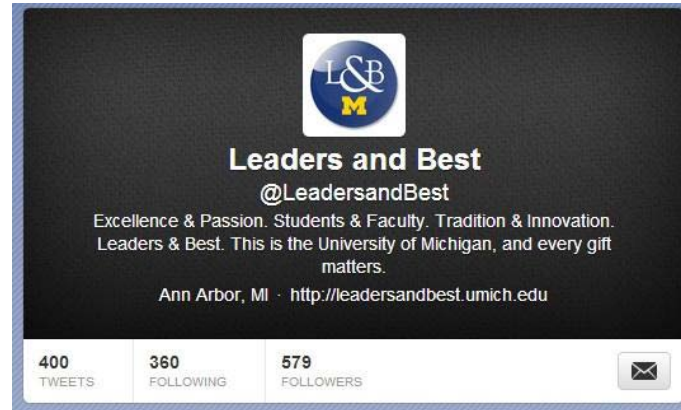 L&B
M
Leaders and Best
@LeadersandBest
Excellence & Passion. Students & Faculty. Tradition & Innovation.
Leaders & Best. This is the University of Michigan, and every gift
matters.
Ann Arbor, MI · http://leadersandbest.umich.edu
400 360 579
TWEETS FOLLOWING FOLLOWERS